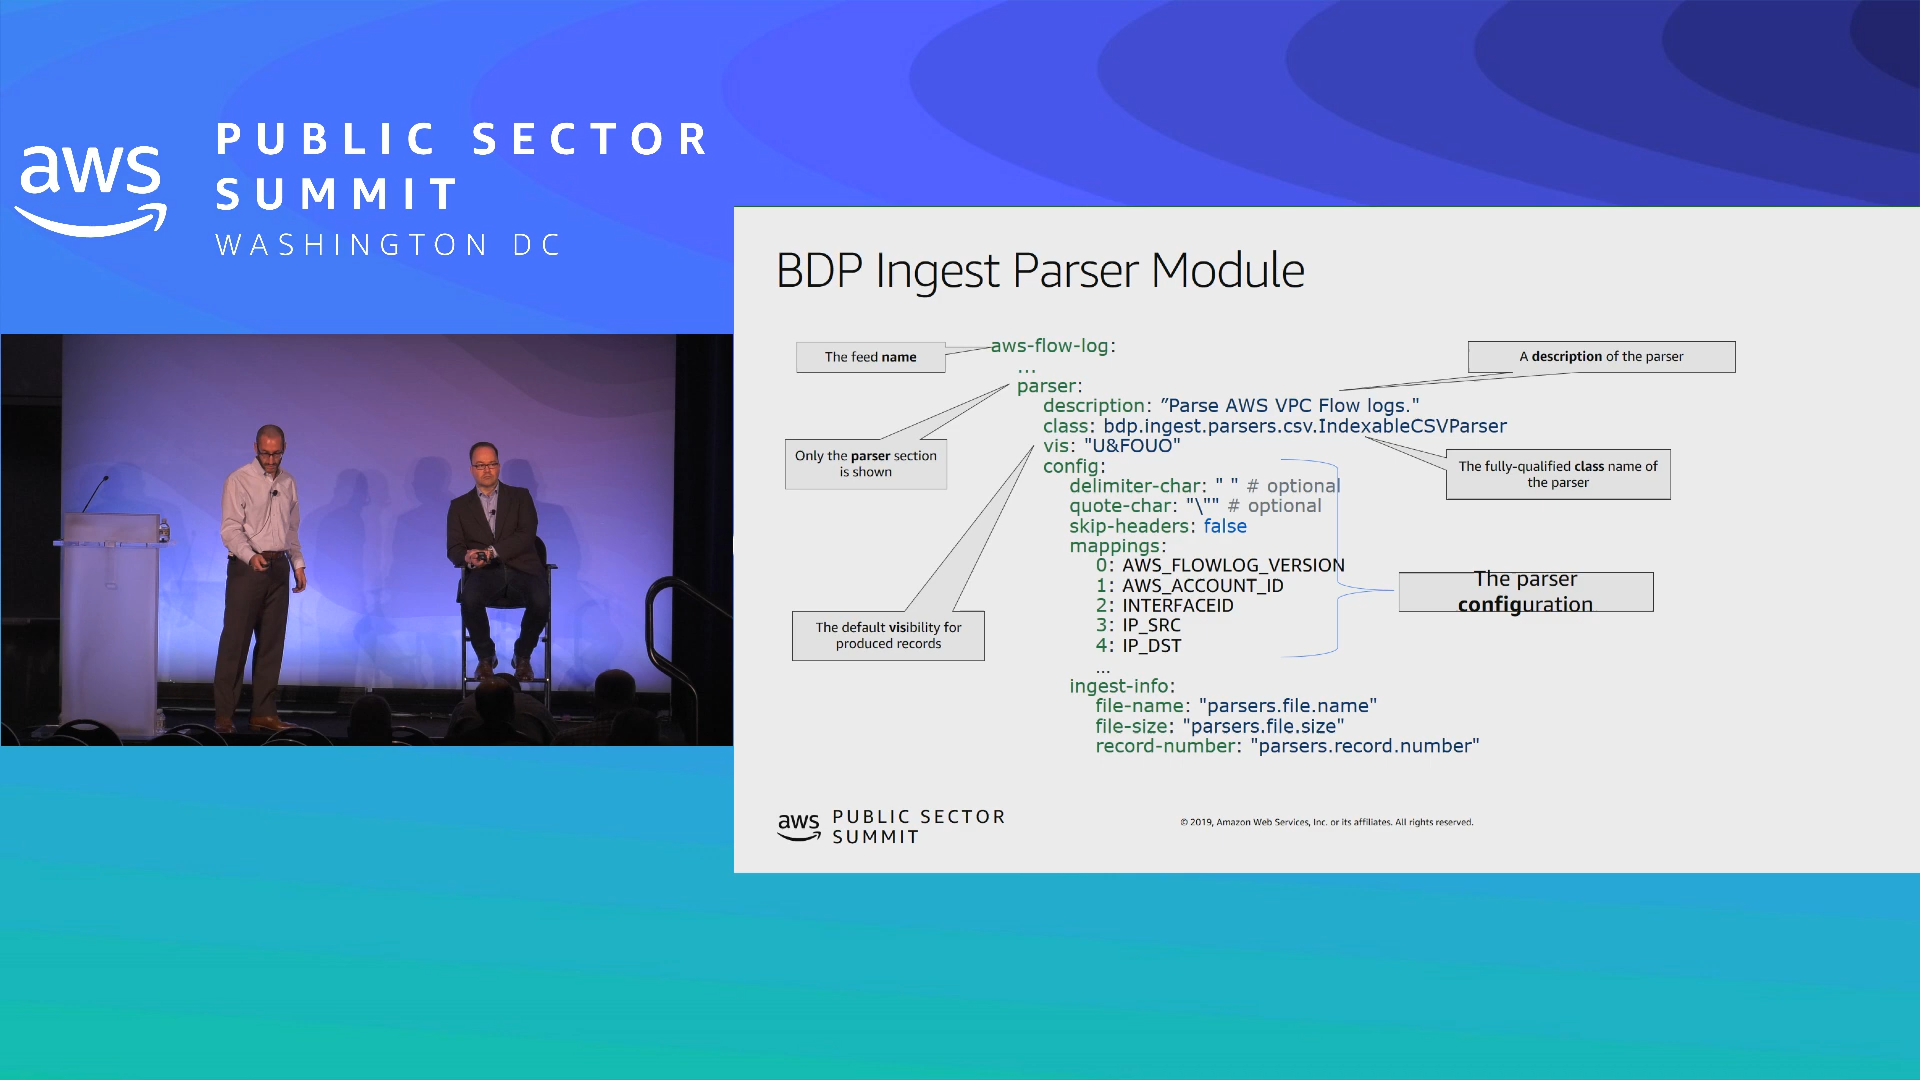 aws
PUBLIC SECTOR
SUMMIT
WASHINGTON DC
BDP Ingest Parser Module
The feed name
aws-flow-log:
...
parser:
description: ”Parse AWS VPC Flow logs."
class: bdp.ingest.parsers.csv.IndexableCSVParser
vis: "U&FOUO"
config:
delimiter-char: " " # optional
quote-char: "\"" # optional
skip-headers: false
mappings:
0: AWS_FLOWLOG_VERSION
1: AWS_ACCOUNT_ID
2: INTERFACEID
3: IP_SRC
4: IP_DST
...
ingest-info:
file-name: "parsers.file.name"
file-size: "parsers.file.size"
record-number: "parsers.record.number"
A description of the parser
Only the parser section
is shown
The fully-qualified class name of
the parser
The parser
configuration
The default visibility for
produced records
aws
PUBLIC SECTOR
SUMMIT
© 2019, Amazon Web Services, Inc. or its affiliates. All rights reserved.